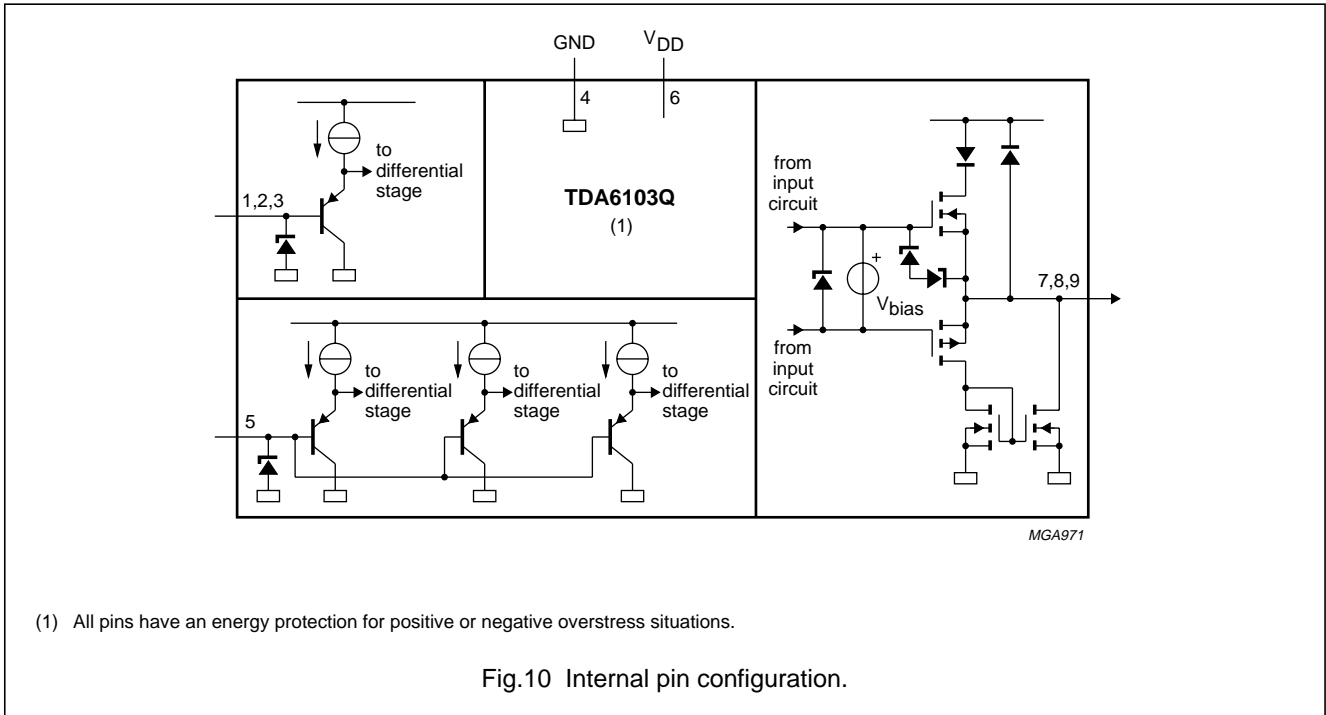 GND
VDD
4
6
to
differential
stage
1,2,3
TDA6103Q
(1)
from
input
circuit
+
Vbias
7,8,9
from
input
circuit
to
differential
stage
to
differential
stage
to
differential
stage
5
MGA971
(1) All pins have an energy protection for positive or negative overstress situations.
Fig.10 Internal pin configuration.